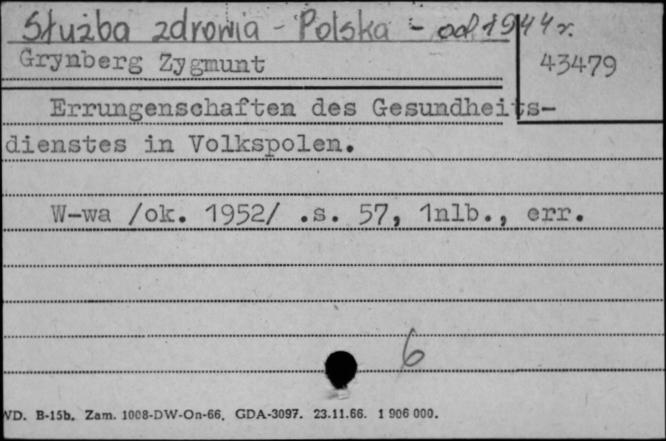 Służba zdrowia - Polska - od 1944 r.
Grynberg Zygmunt
43479
Errungenschaften des Gesundheits-
dienstes in Volkspolen.
W-wa /ok. 1952/ .s. 57, 1nlb., err.
6
WD. B-15b. Zam. 1008-DW-On-66. GDA-3097. 23.11.66. 1 906 000.